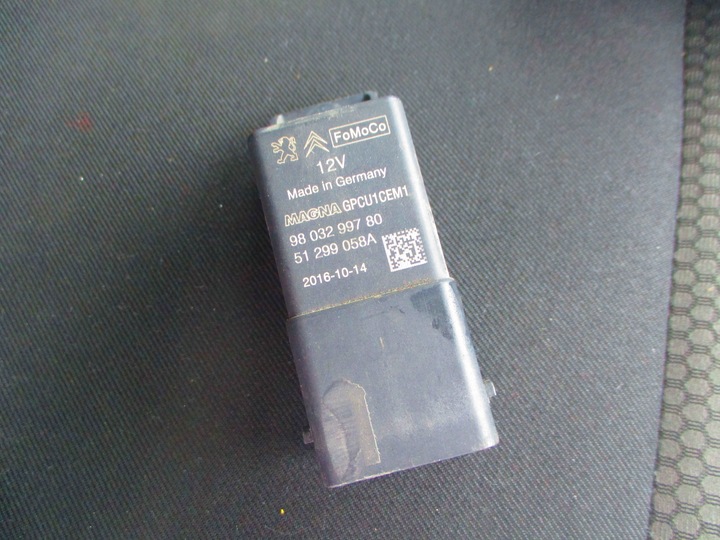 FoMoCo
12V
Made in Germany
MAGNA GPCU1CEM1
98 032 997 80
51 299 058A
2016-10-14